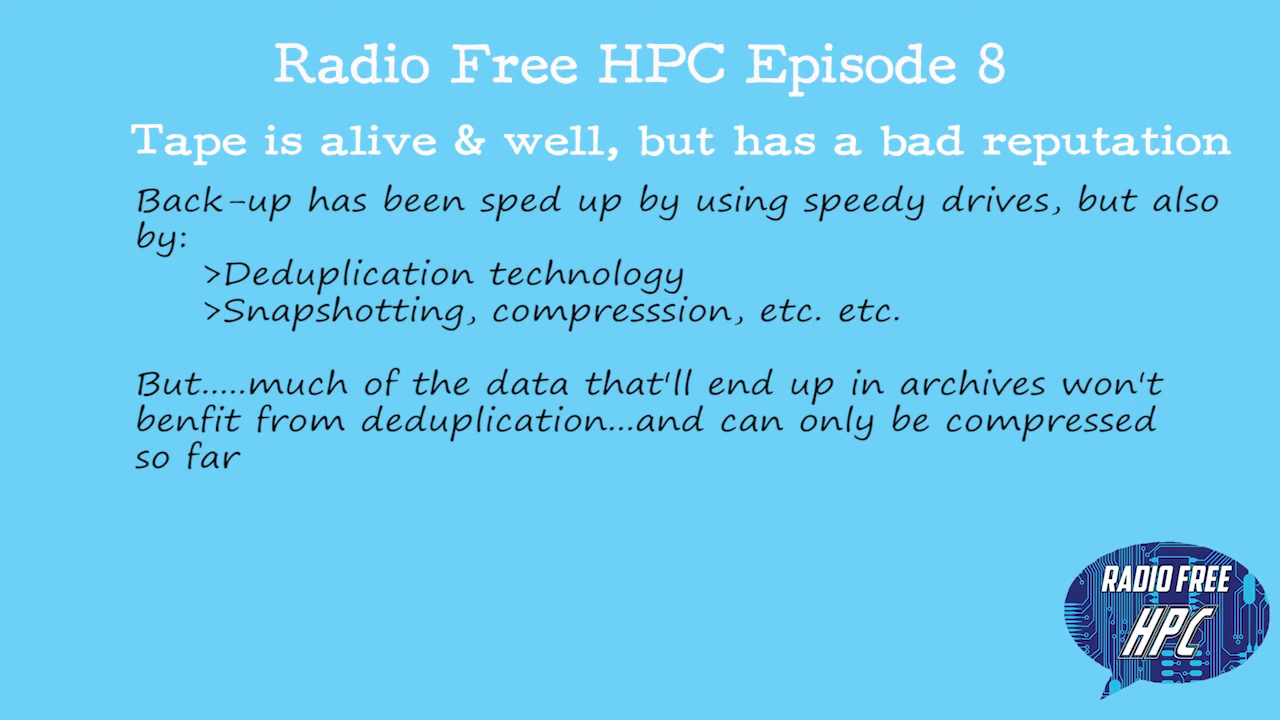 Radio Free HPC Episode 8
Tape is alive & well, but has a bad reputation
Back-up has been sped up by using speedy drives, but also
by:
>Deduplication technology
>Snapshotting, compresssion, etc. etc.
But.....much of the data that'll end up in archives won't
benfit from deduplication...and can only be compressed
so far
RADIO FREE
HPC